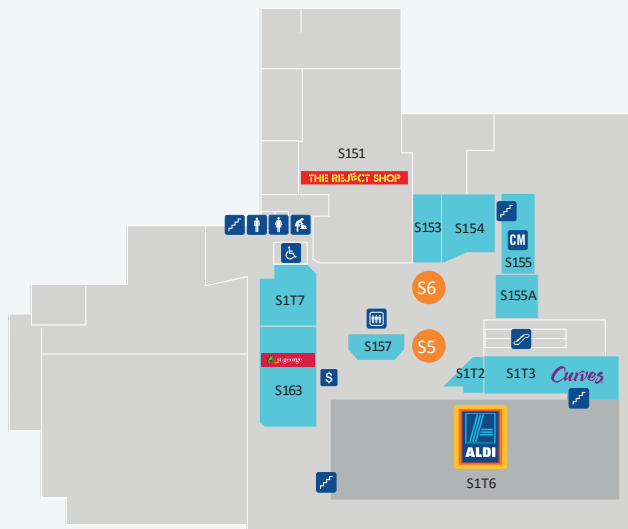 S151
THE REJECT SHOP
S153
S154
CM
S155
S6
S155A
S1T7
S157
S5
st.george
S163
$
S1T2
S1T3
Curves
ALDI
S1T6